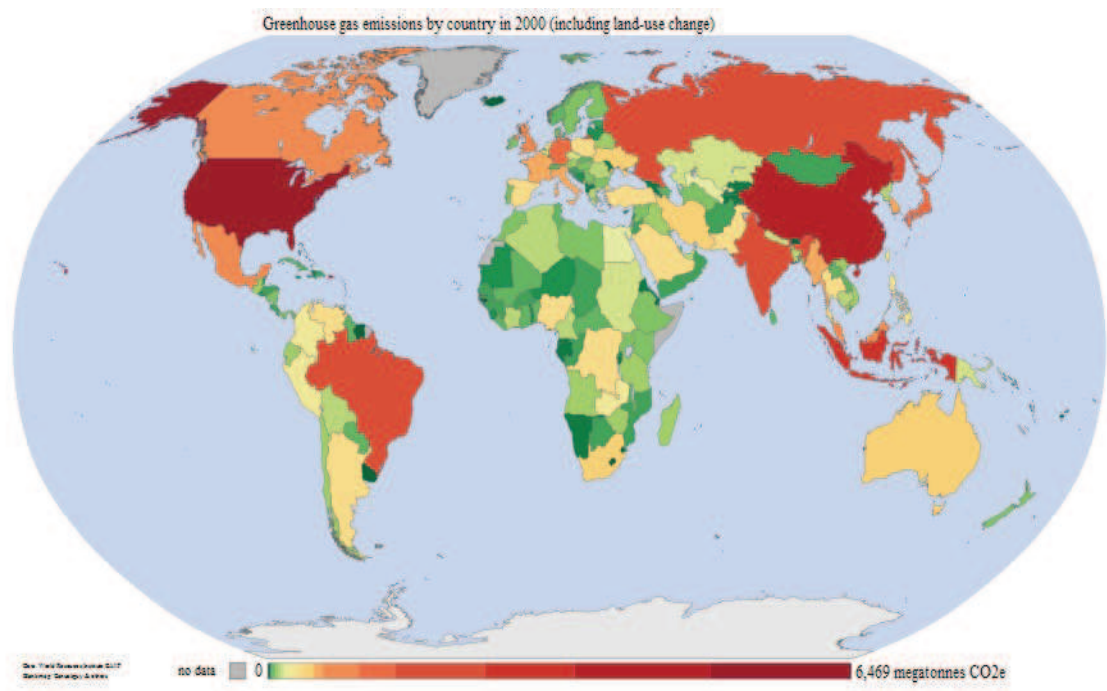 Greenhouse gas emissions by country in 2000 (including land-use change)
no data 0 6,469 megatonnes CO2e